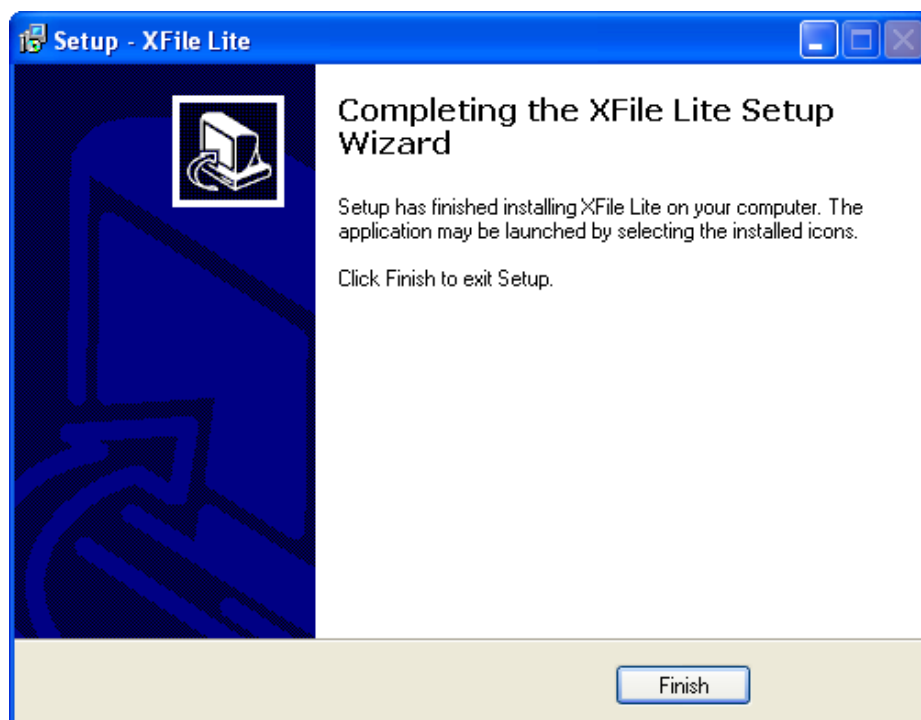 Setup - XFile Lite
Completing the XFile Lite Setup
Wizard
Setup has finished installing XFile Lite on your computer. The
application may be launched by selecting the installed icons.
Click Finish to exit Setup.
Finish